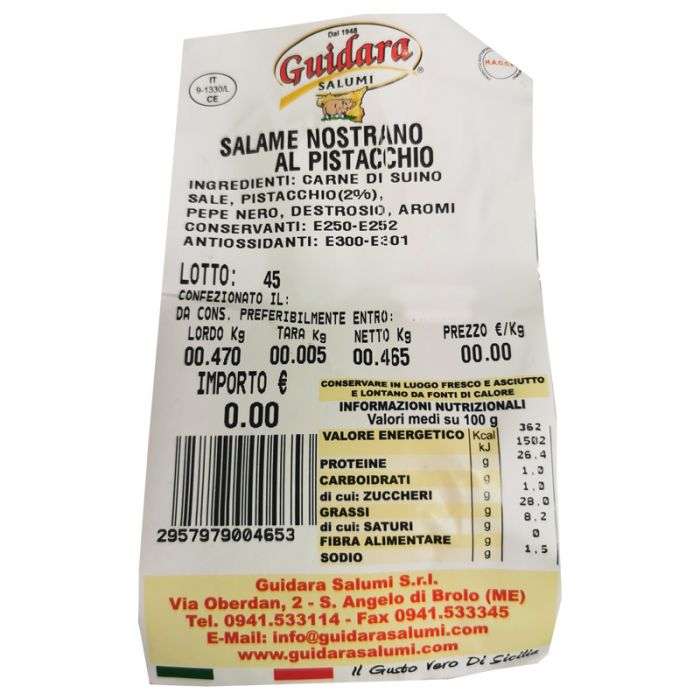 Dal 1948
Guidara
SALUMI
®
IT
9-1330/L
CE
H.A.C.C.P.
SALAME NOSTRANO
AL PISTACCHIO
INGREDIENTI: CARNE DI SUINO
SALE, PISTACCHIO(2%),
PEPE NERO, DESTROSIO, AROMI
CONSERVANTI: E250-E252
ANTIOSSIDANTI: E300-E301
LOTTO: 45
CONFEZIONATO IL:
DA CONS. PREFERIBILMENTE ENTRO:
LORDO Kg TARA Kg NETTO Kg PREZZO €/Kg
00.470 00.005 00.465 00.00
IMPORTO €
0.00
2957979004653
CONSERVARE IN LUOGO FRESCO E ASCIUTTO
E LONTANO DA FONTI DI CALORE
INFORMAZIONI NUTRIZIONALI
Valori medi su 100 g
VALORE ENERGETICO Kcal 362
kJ 1502
PROTEINE g 26,4
CARBOIDRATI g 1,3
di cui: ZUCCHERI g 1,3
GRASSI g 28,0
di cui: SATURI g 8,2
FIBRA ALIMENTARE g 0
SODIO g 1,5
Guidara Salumi S.r.l.
Via Oberdan, 2 - S. Angelo di Brolo (ME)
Tel. 0941.533114 - Fax 0941.533345
E-Mail: info@guidarasalumi.com
www.guidarasalumi.com
Il Gusto Vero Di Sicilia